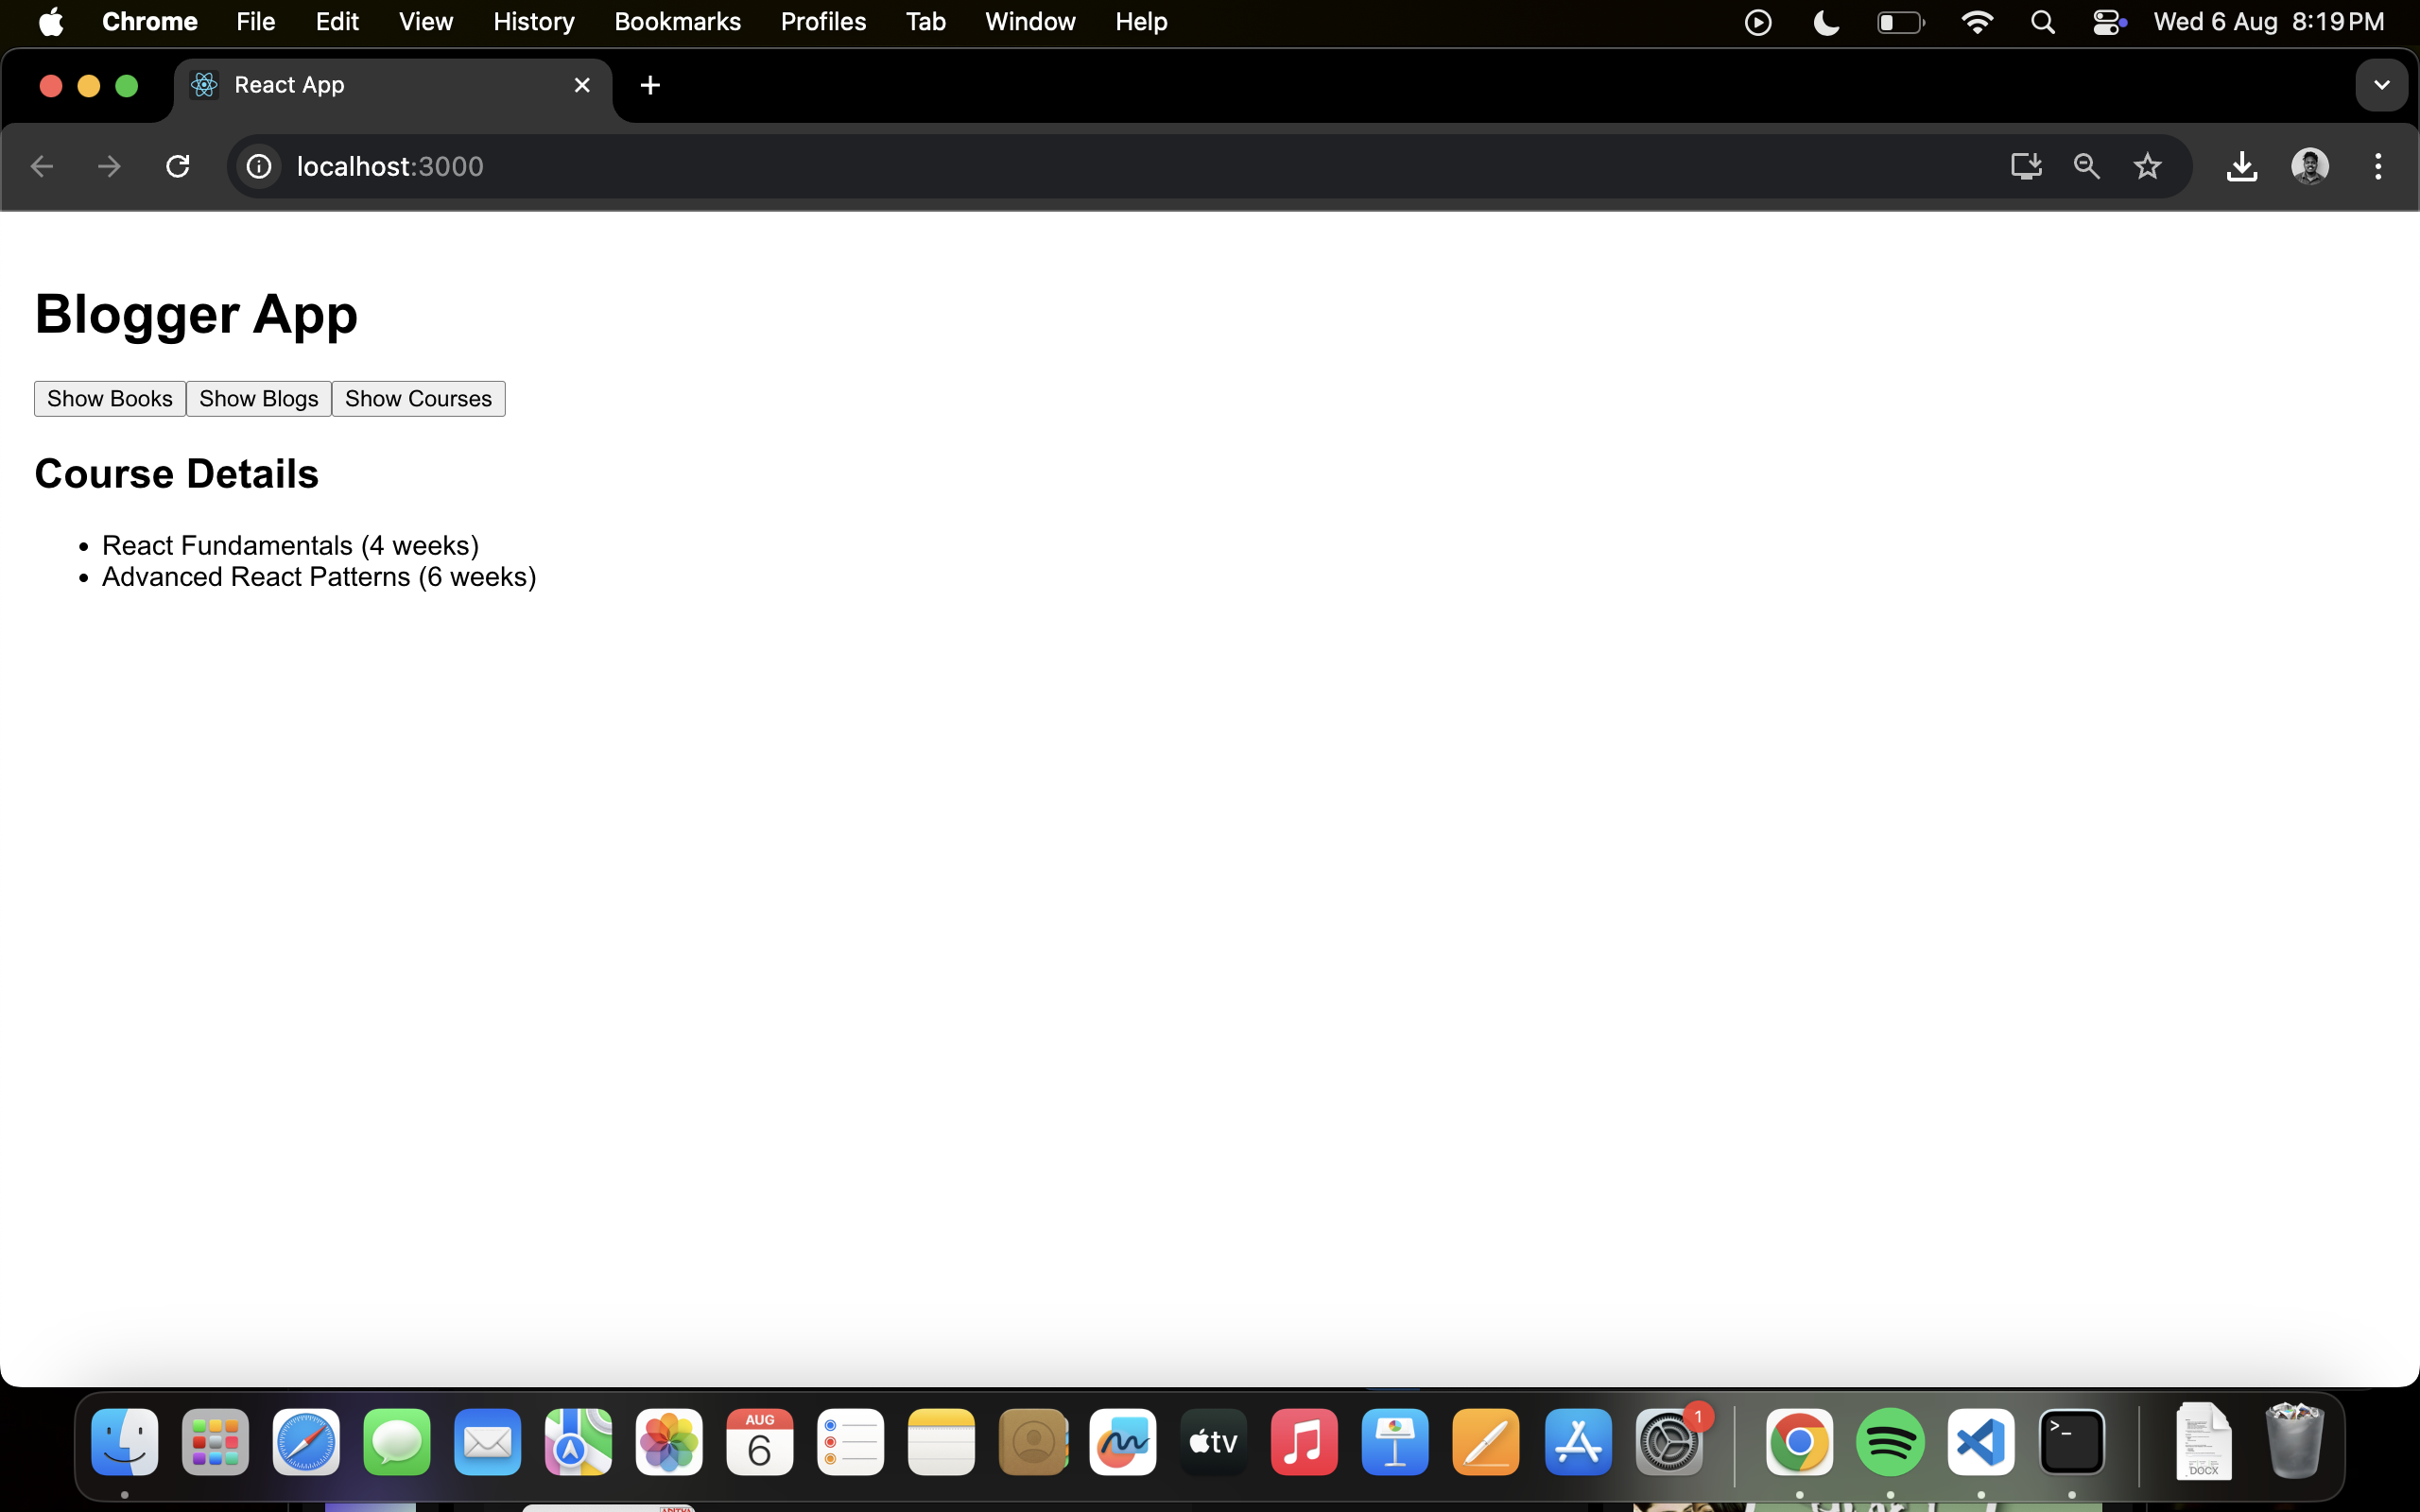 Chrome File Edit View History Bookmarks Profiles Tab Window Help Wed 6 Aug 8:19 PM
React App
localhost:3000
Blogger App
Show Books Show Blogs Show Courses
Course Details
• React Fundamentals (4 weeks)
• Advanced React Patterns (6 weeks)
AUG
6
tv
1
>_
DOCX
ADITYA